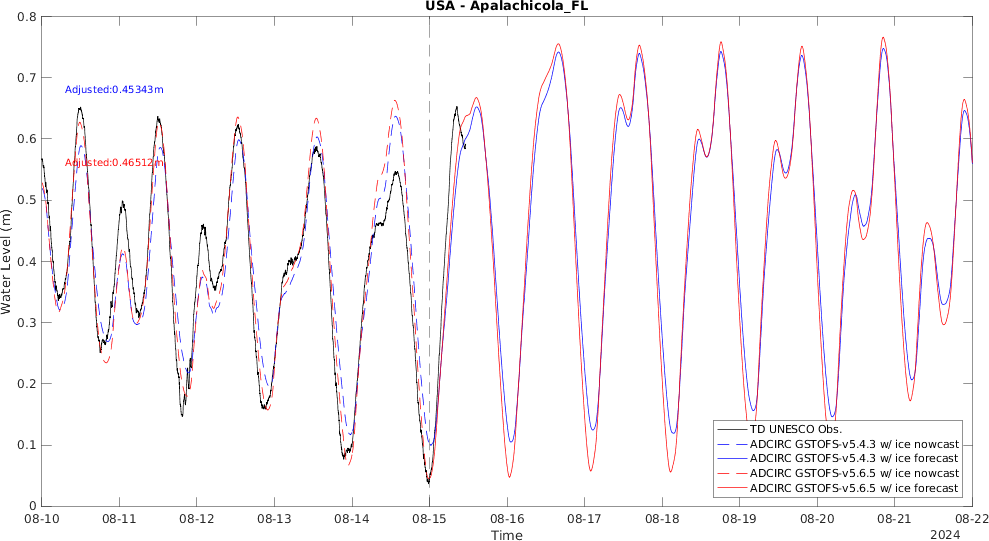 USA - Apalachicola_FL
0.8
0.7
0.6
0.5
0.4
0.3
0.2
0.1
0
Water Level (m)
Adjusted:0.45343m
Adjusted:0.46512m
TD UNESCO Obs.
ADCIRC GSTOFS-v5.4.3 w/ ice nowcast
ADCIRC GSTOFS-v5.4.3 w/ ice forecast
ADCIRC GSTOFS-v5.6.5 w/ ice nowcast
ADCIRC GSTOFS-v5.6.5 w/ ice forecast
08-10 08-11 08-12 08-13 08-14 08-15 08-16 08-17 08-18 08-19 08-20 08-21 08-22
Time
2024